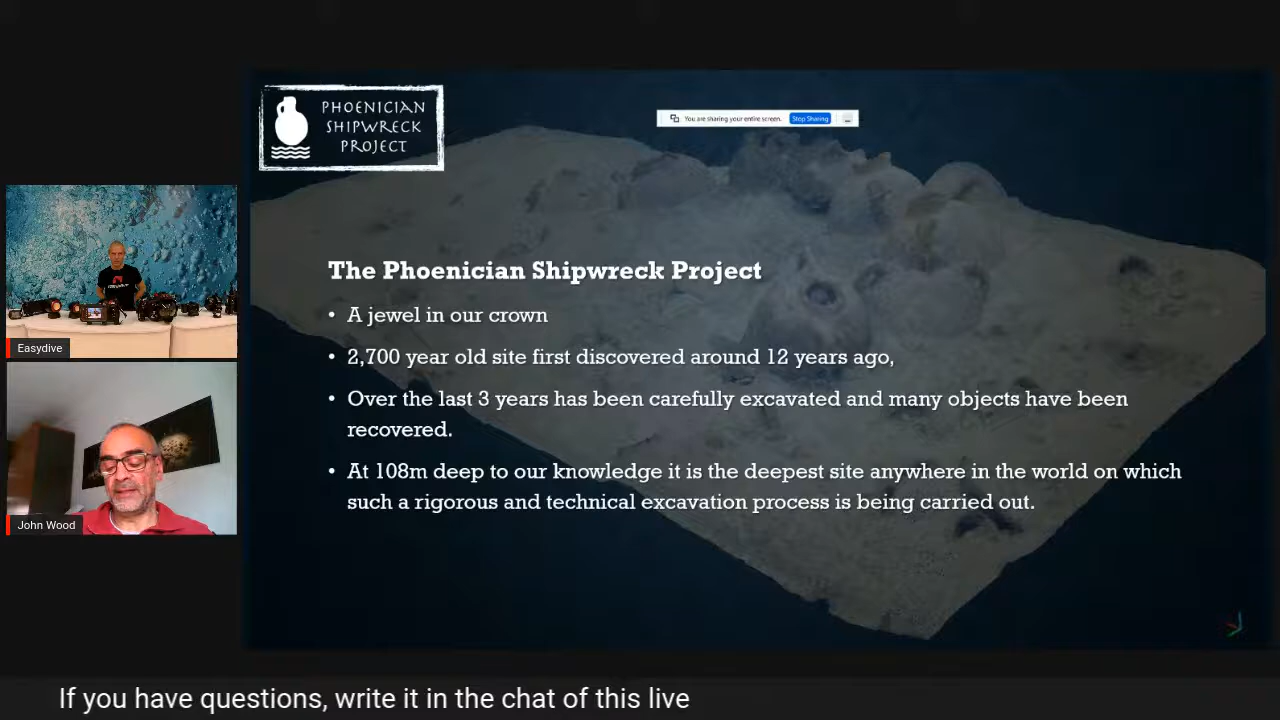 PHOENICIAN
SHIPWRECK
PROJECT
You are sharing your entire screen.
Stop Sharing
The Phoenician Shipwreck Project
• A jewel in our crown
• 2,700 year old site first discovered around 12 years ago,
• Over the last 3 years has been carefully excavated and many objects have been
recovered.
• At 108m deep to our knowledge it is the deepest site anywhere in the world on which
such a rigorous and technical excavation process is being carried out.
Easydive
John Wood
If you have questions, write it in the chat of this live